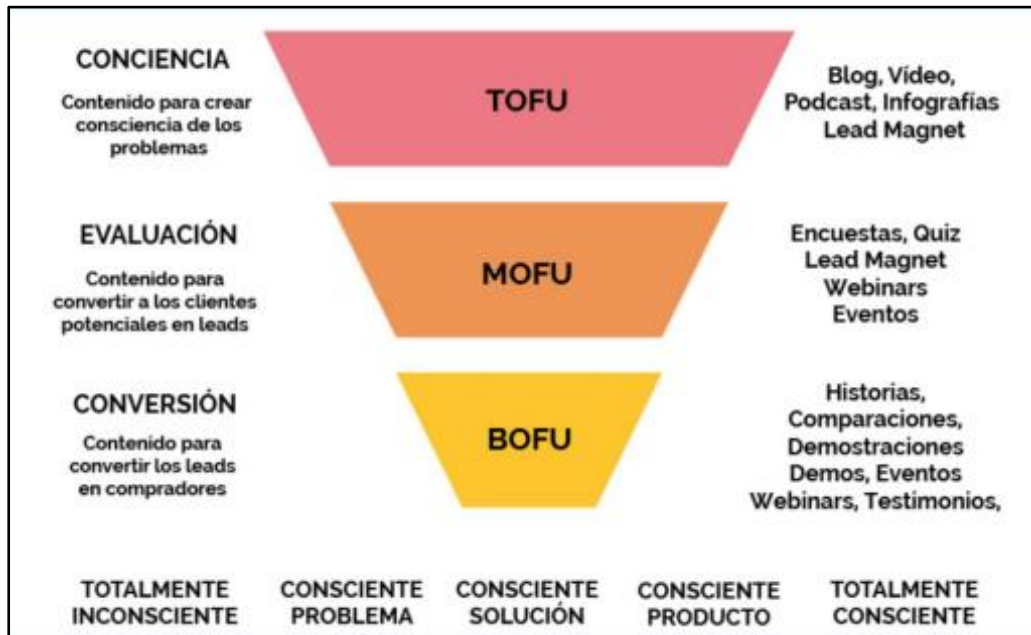 CONCIENCIA
Contenido para crear
consciencia de los
problemas
TOFU
Blog, Vídeo,
Podcast, Infografías
Lead Magnet
EVALUACIÓN
Contenido para
convertir a los clientes
potenciales en leads
MOFU
Encuestas, Quiz
Lead Magnet
Webinars
Eventos
CONVERSIÓN
Contenido para
convertir los leads
en compradores
BOFU
Historias,
Comparaciones,
Demostraciones
Demos, Eventos
Webinars, Testimonios,
TOTALMENTE
INCONSCIENTE
CONSCIENTE
PROBLEMA
CONSCIENTE
SOLUCIÓN
CONSCIENTE
PRODUCTO
TOTALMENTE
CONSCIENTE